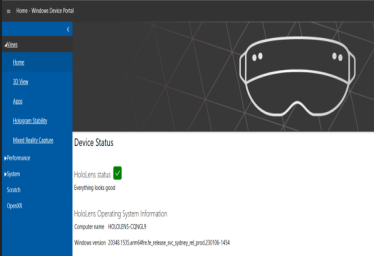 Home - Windows Device Portal
Views
Home
3D View
Apps
Hologram Stability
Mixed Reality Capture
Performance
System
Scratch
OpenXR
Device Status
HoloLens status
Everything looks good
HoloLens Operating System Information
Computer name HOLOLENS-CQNGL9
Windows version 20348.1535.arm64fre.fe_release_svc_sydney_rel_prod.230106-1454